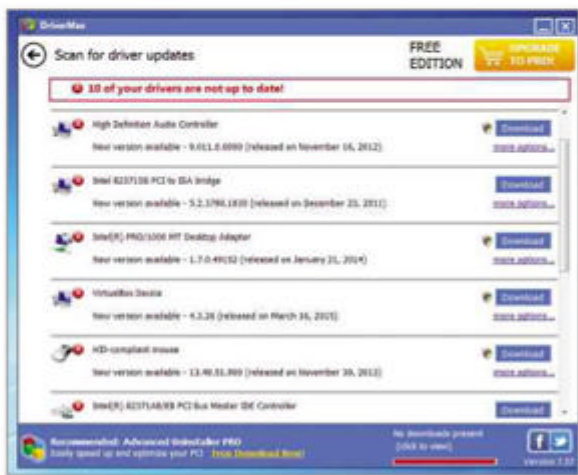 DriverMax
Scan for driver updates
FREE
EDITION
UPGRADE
TO PRO!
10 of your drivers are not up to date!
High Definition Audio Controller
Download
New version available - 9.011.0.0000 (released on November 16, 2012)
more options...
Intel 82371SB PCI to ISA bridge
Download
New version available - 5.2.3790.1830 (released on December 23, 2011)
more options...
Intel(R) PRO/1000 MT Desktop Adapter
Download
New version available - 1.7.0.49152 (released on January 21, 2014)
more options...
VirtualBox Device
Download
New version available - 4.3.26 (released on March 16, 2015)
more options...
HID-compliant mouse
Download
New version available - (released on November 30, 2012)
more options...
Intel(R) 82371AB/EB PCI Bus Master IDE Controller
Download
Recommended: Advanced Uninstaller PRO
Easily speed up and optimize your PC! Free Download Now!
No downloads present
(click to view)
Version